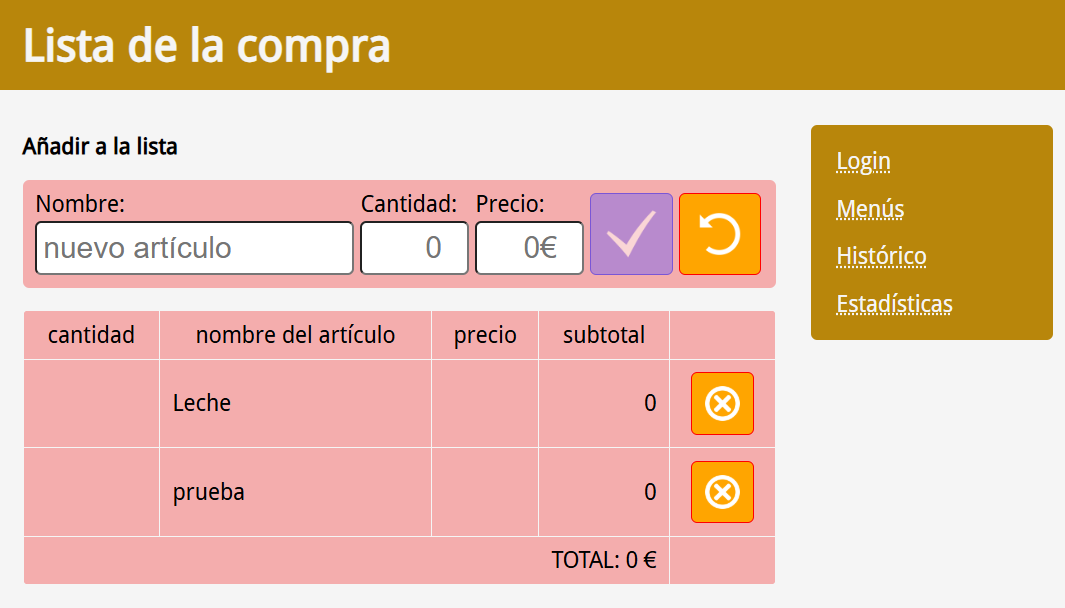 Lista de la compra
Añadir a la lista
Nombre: Cantidad: Precio:
nuevo artículo 0 0€
cantidad nombre del artículo precio subtotal
Leche 0
prueba 0
TOTAL: 0 €
Login
Menús
Histórico
Estadísticas